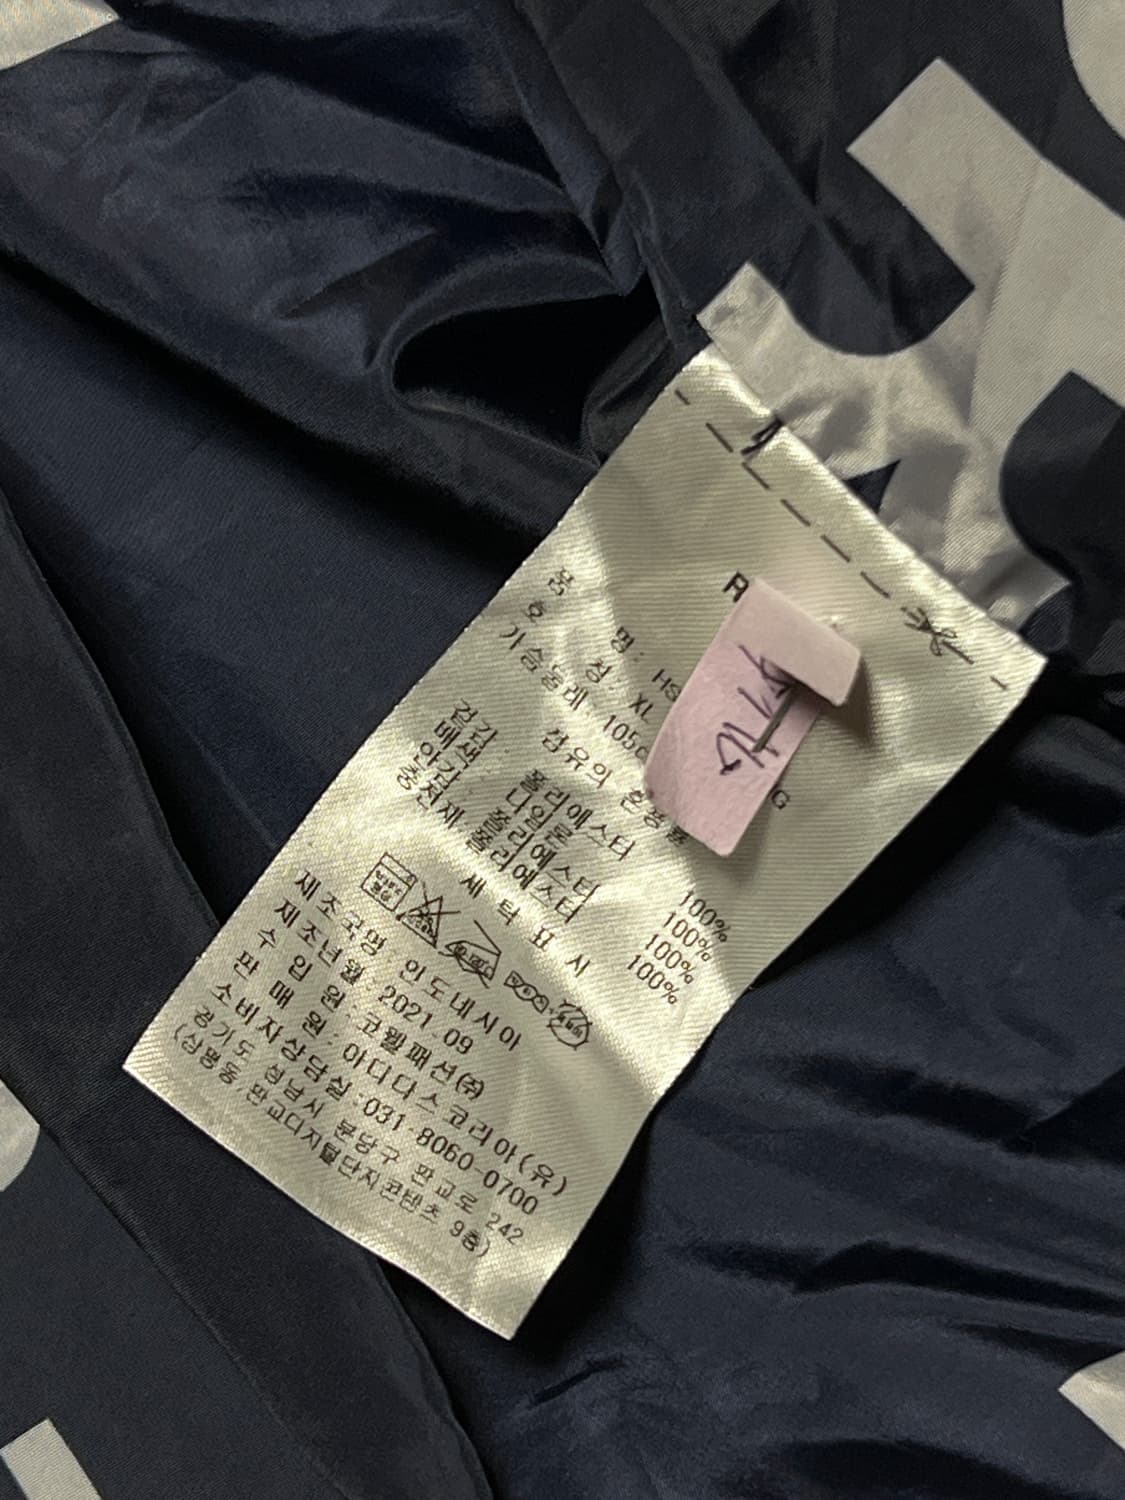 R
품 명 : HS
호 칭 : XL
가슴둘레 : 105c
섬유의 혼용률
겉감 : 폴리에스터 100%
배색 : 나일론 100%
안감 : 폴리에스터 100%
충전재 : 폴리에스터 100%
세 탁 표 시
제조국명 : 인도네시아
제조년월 : 2021.09
수 입 원 : 코웰패션(주)
판 매 원 : 아디다스코리아(유)
소비자상담실 :031-8060-0700
경기도 성남시 분당구 판교로 242
(삼평동,판교디지털단지콘텐츠 9층)